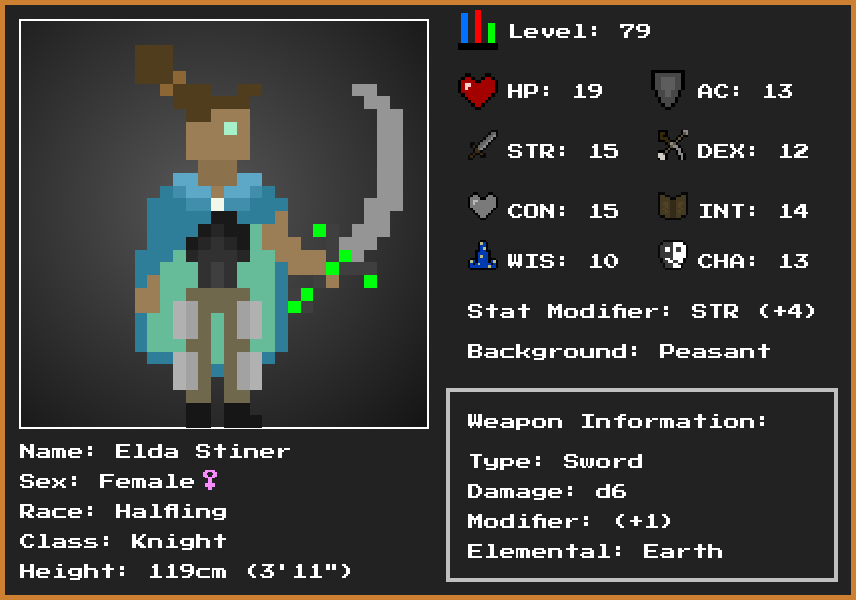 Level: 79
HP: 19
AC: 13
STR: 15
DEX: 12
CON: 15
INT: 14
WIS: 10
CHA: 13
Stat Modifier: STR (+4)
Background: Peasant
Weapon Information:
Type: Sword
Damage: d6
Modifier: (+1)
Elemental: Earth
Name: Elda Stiner
Sex: Female♀
Race: Halfling
Class: Knight
Height: 119cm (3'11")